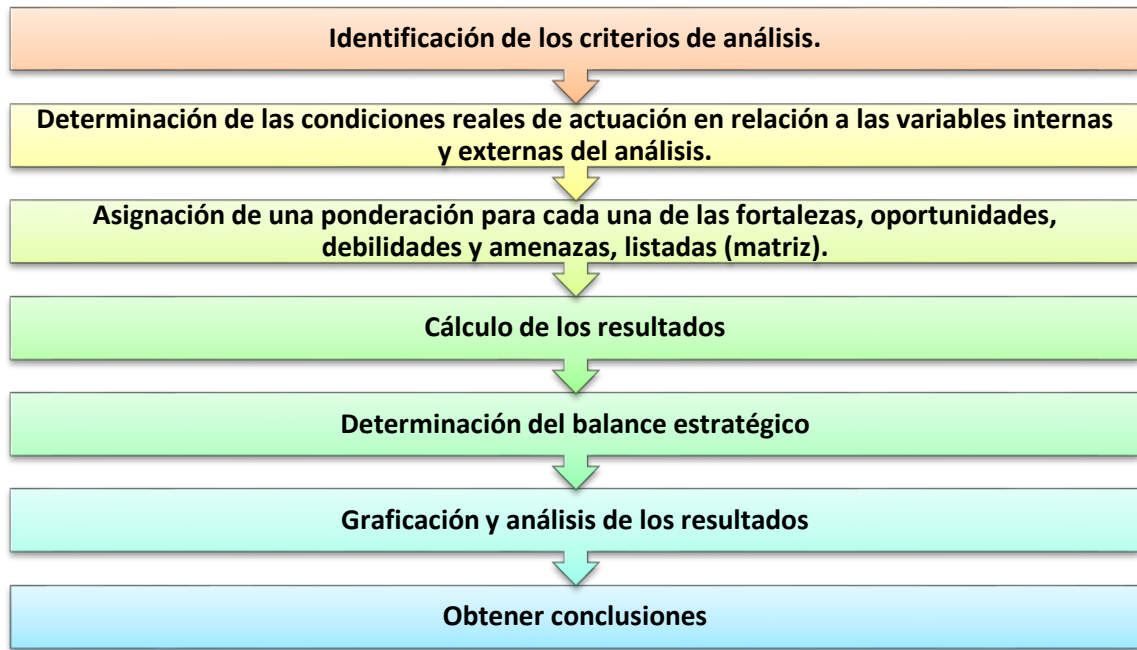 Identificación de los criterios de análisis.
Determinación de las condiciones reales de actuación en relación a las variables internas
y externas del análisis.
Asignación de una ponderación para cada una de las fortalezas, oportunidades,
debilidades y amenazas, listadas (matriz).
Cálculo de los resultados
Determinación del balance estratégico
Graficación y análisis de los resultados
Obtener conclusiones